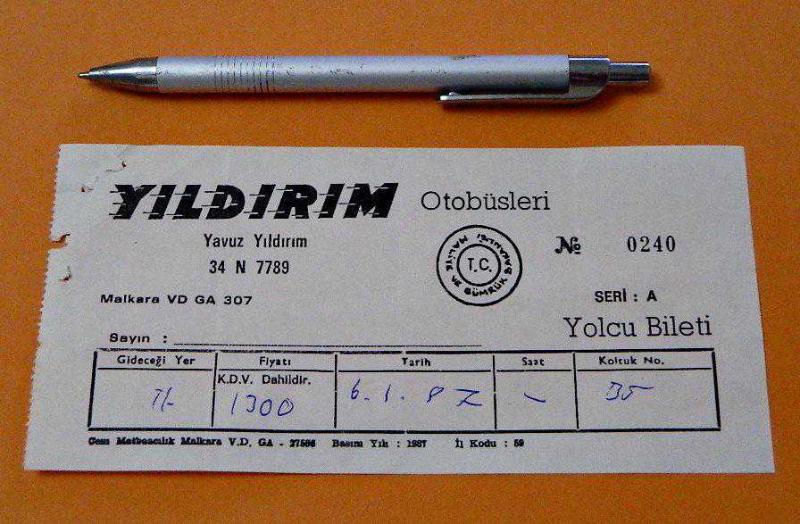 YILDIRIM Otobüsleri
Yavuz Yıldırım
34 N 7789
T.C. MALİYE VE GÜMRÜK BAKANLIĞI
№ 0240
Malkara VD GA 307
SERİ : A
Sayın :
Yolcu Bileti
Gideceği Yer Fiyatı Tarih Saat Koltuk No.
K.D.V. Dahildir.
1300 6.1.87 - 35
Cem Matbaacılık Malkara V.D. GA - 27586 Basım Yılı : 1987 İl Kodu : 59